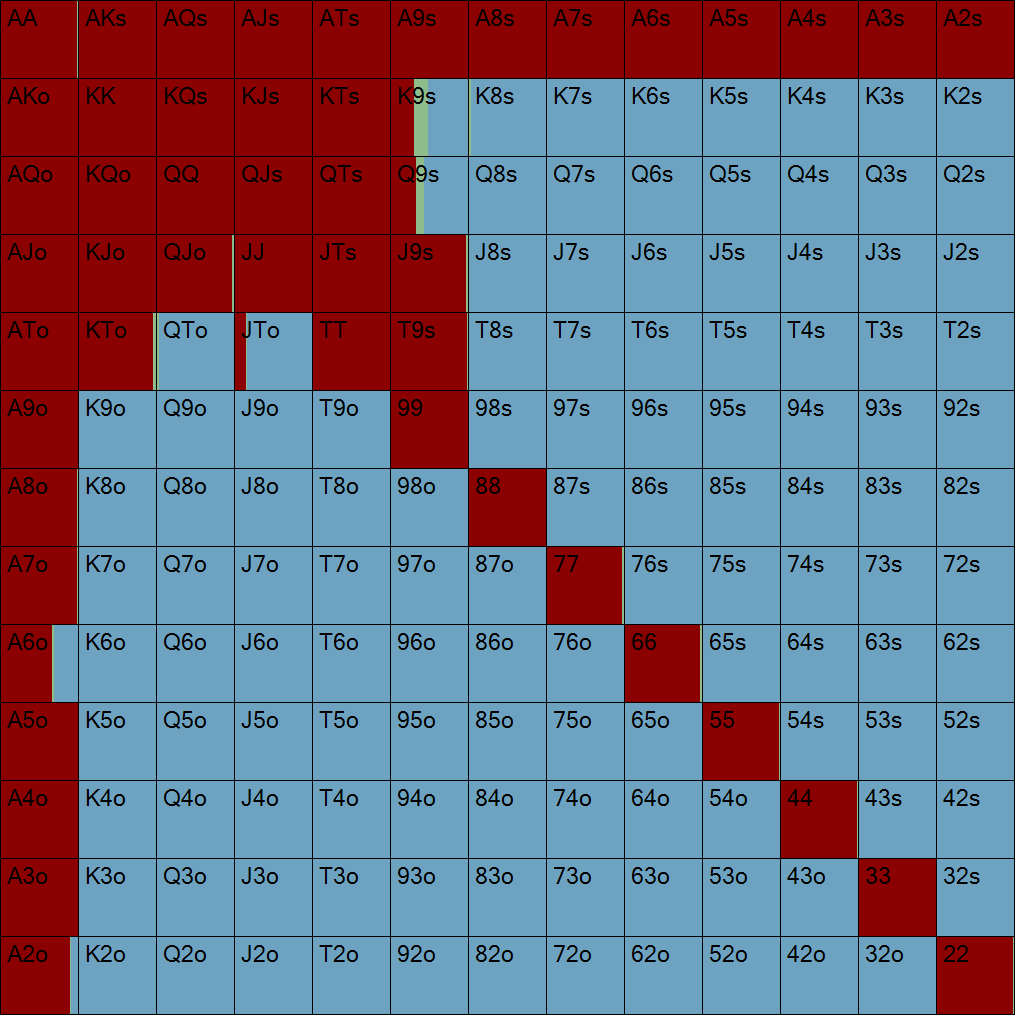 AA AKs AQs AJs ATs A9s A8s A7s A6s A5s A4s A3s A2s
AKo KK KQs KJs KTs K9s K8s K7s K6s K5s K4s K3s K2s
AQo KQo QQ QJs QTs Q9s Q8s Q7s Q6s Q5s Q4s Q3s Q2s
AJo KJo QJo JJ JTs J9s J8s J7s J6s J5s J4s J3s J2s
ATo KTo QTo JTo TT T9s T8s T7s T6s T5s T4s T3s T2s
A9o K9o Q9o J9o T9o 99 98s 97s 96s 95s 94s 93s 92s
A8o K8o Q8o J8o T8o 98o 88 87s 86s 85s 84s 83s 82s
A7o K7o Q7o J7o T7o 97o 87o 77 76s 75s 74s 73s 72s
A6o K6o Q6o J6o T6o 96o 86o 76o 66 65s 64s 63s 62s
A5o K5o Q5o J5o T5o 95o 85o 75o 65o 55 54s 53s 52s
A4o K4o Q4o J4o T4o 94o 84o 74o 64o 54o 44 43s 42s
A3o K3o Q3o J3o T3o 93o 83o 73o 63o 53o 43o 33 32s
A2o K2o Q2o J2o T2o 92o 82o 72o 62o 52o 42o 32o 22